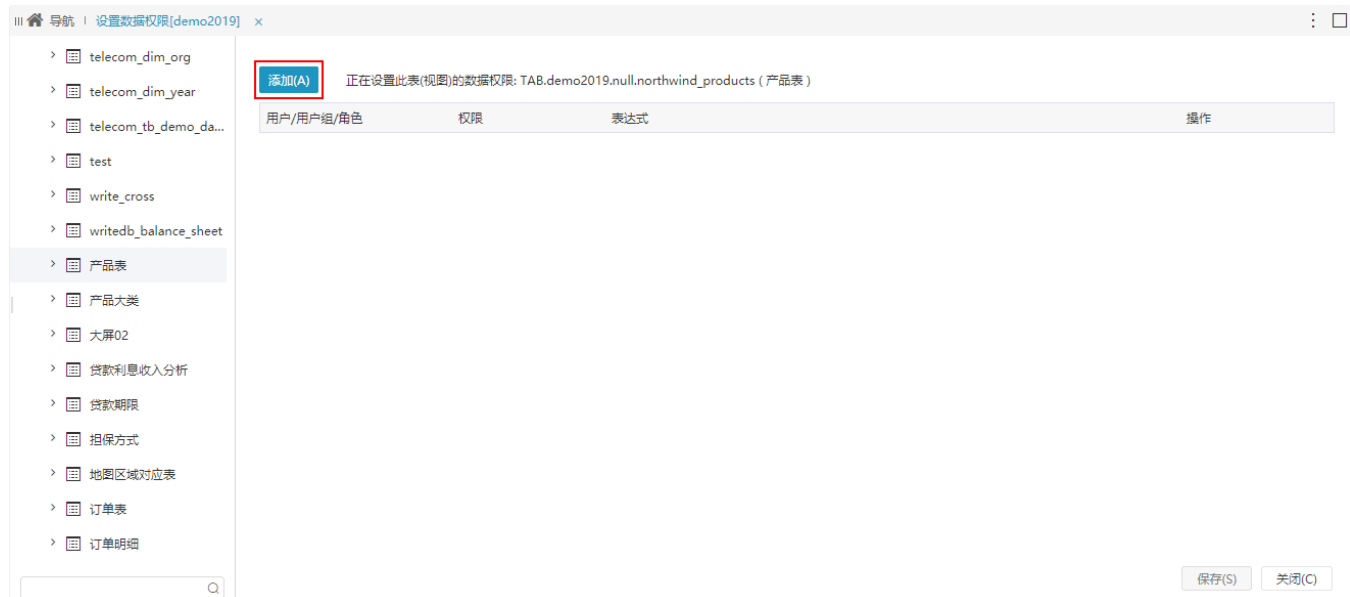 导航 设置数据权限[demo2019] ×
telecom_dim_org
telecom_dim_year
telecom_tb_demo_da...
test
write_cross
writedb_balance_sheet
产品表
产品大类
大屏02
贷款利息收入分析
贷款期限
担保方式
地图区域对应表
订单表
订单明细
添加(A) 正在设置此表(视图)的数据权限: TAB.demo2019.null.northwind_products ( 产品表 )
用户/用户组/角色 权限 表达式 操作
保存(S) 关闭(C)